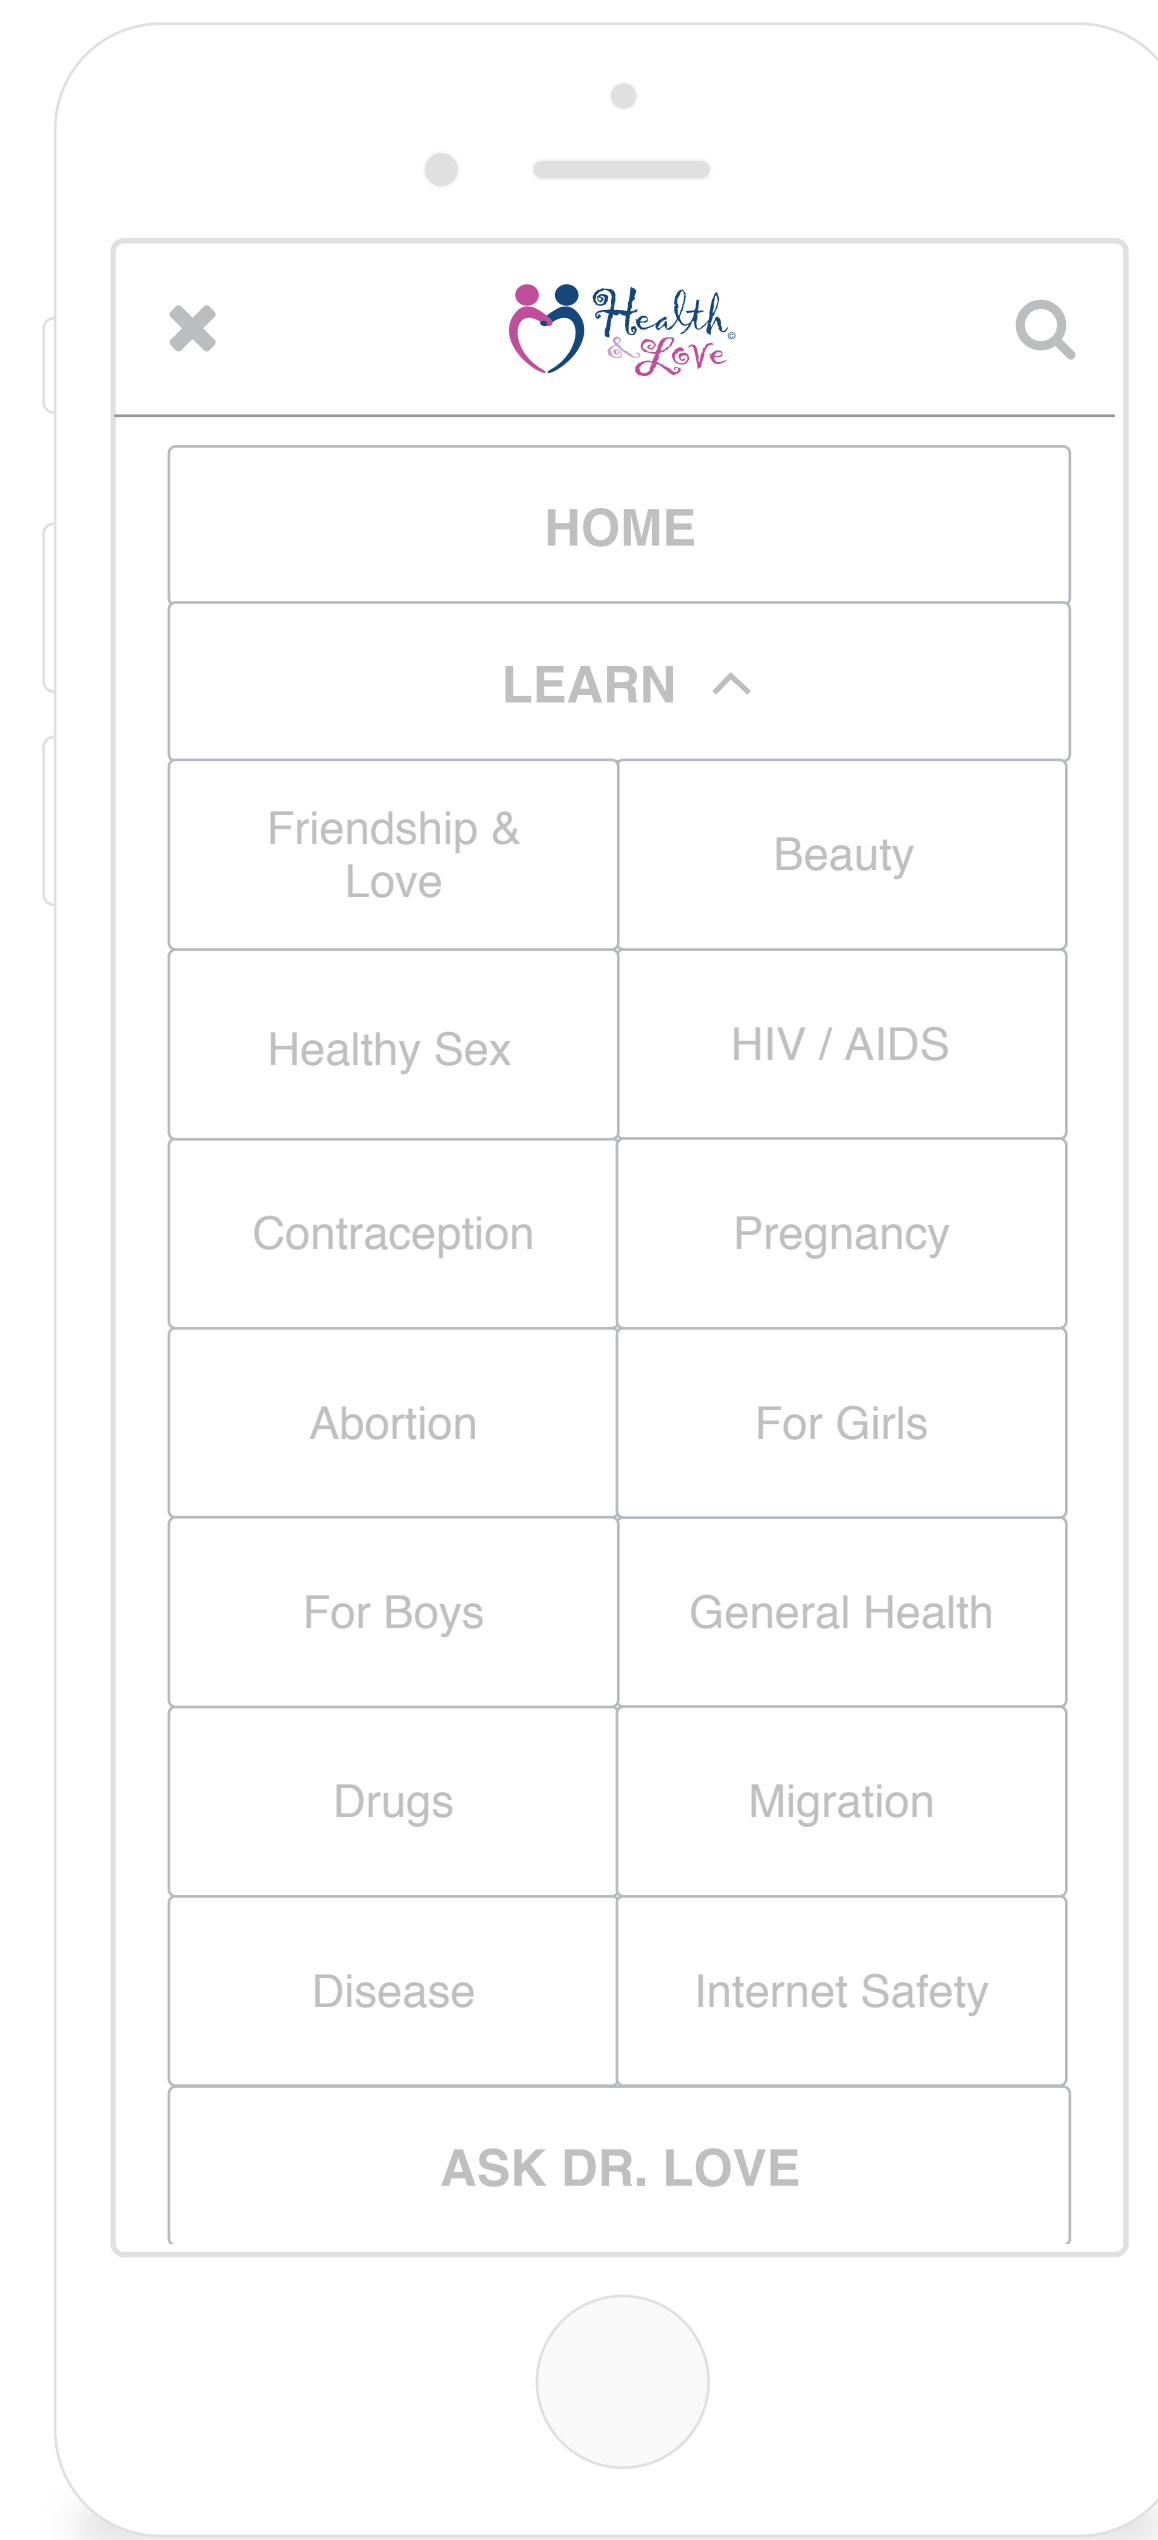 Health ©
& Love
HOME
LEARN
Friendship &
Love
Beauty
Healthy Sex
HIV / AIDS
Contraception
Pregnancy
Abortion
For Girls
For Boys
General Health
Drugs
Migration
Disease
Internet Safety
ASK DR. LOVE